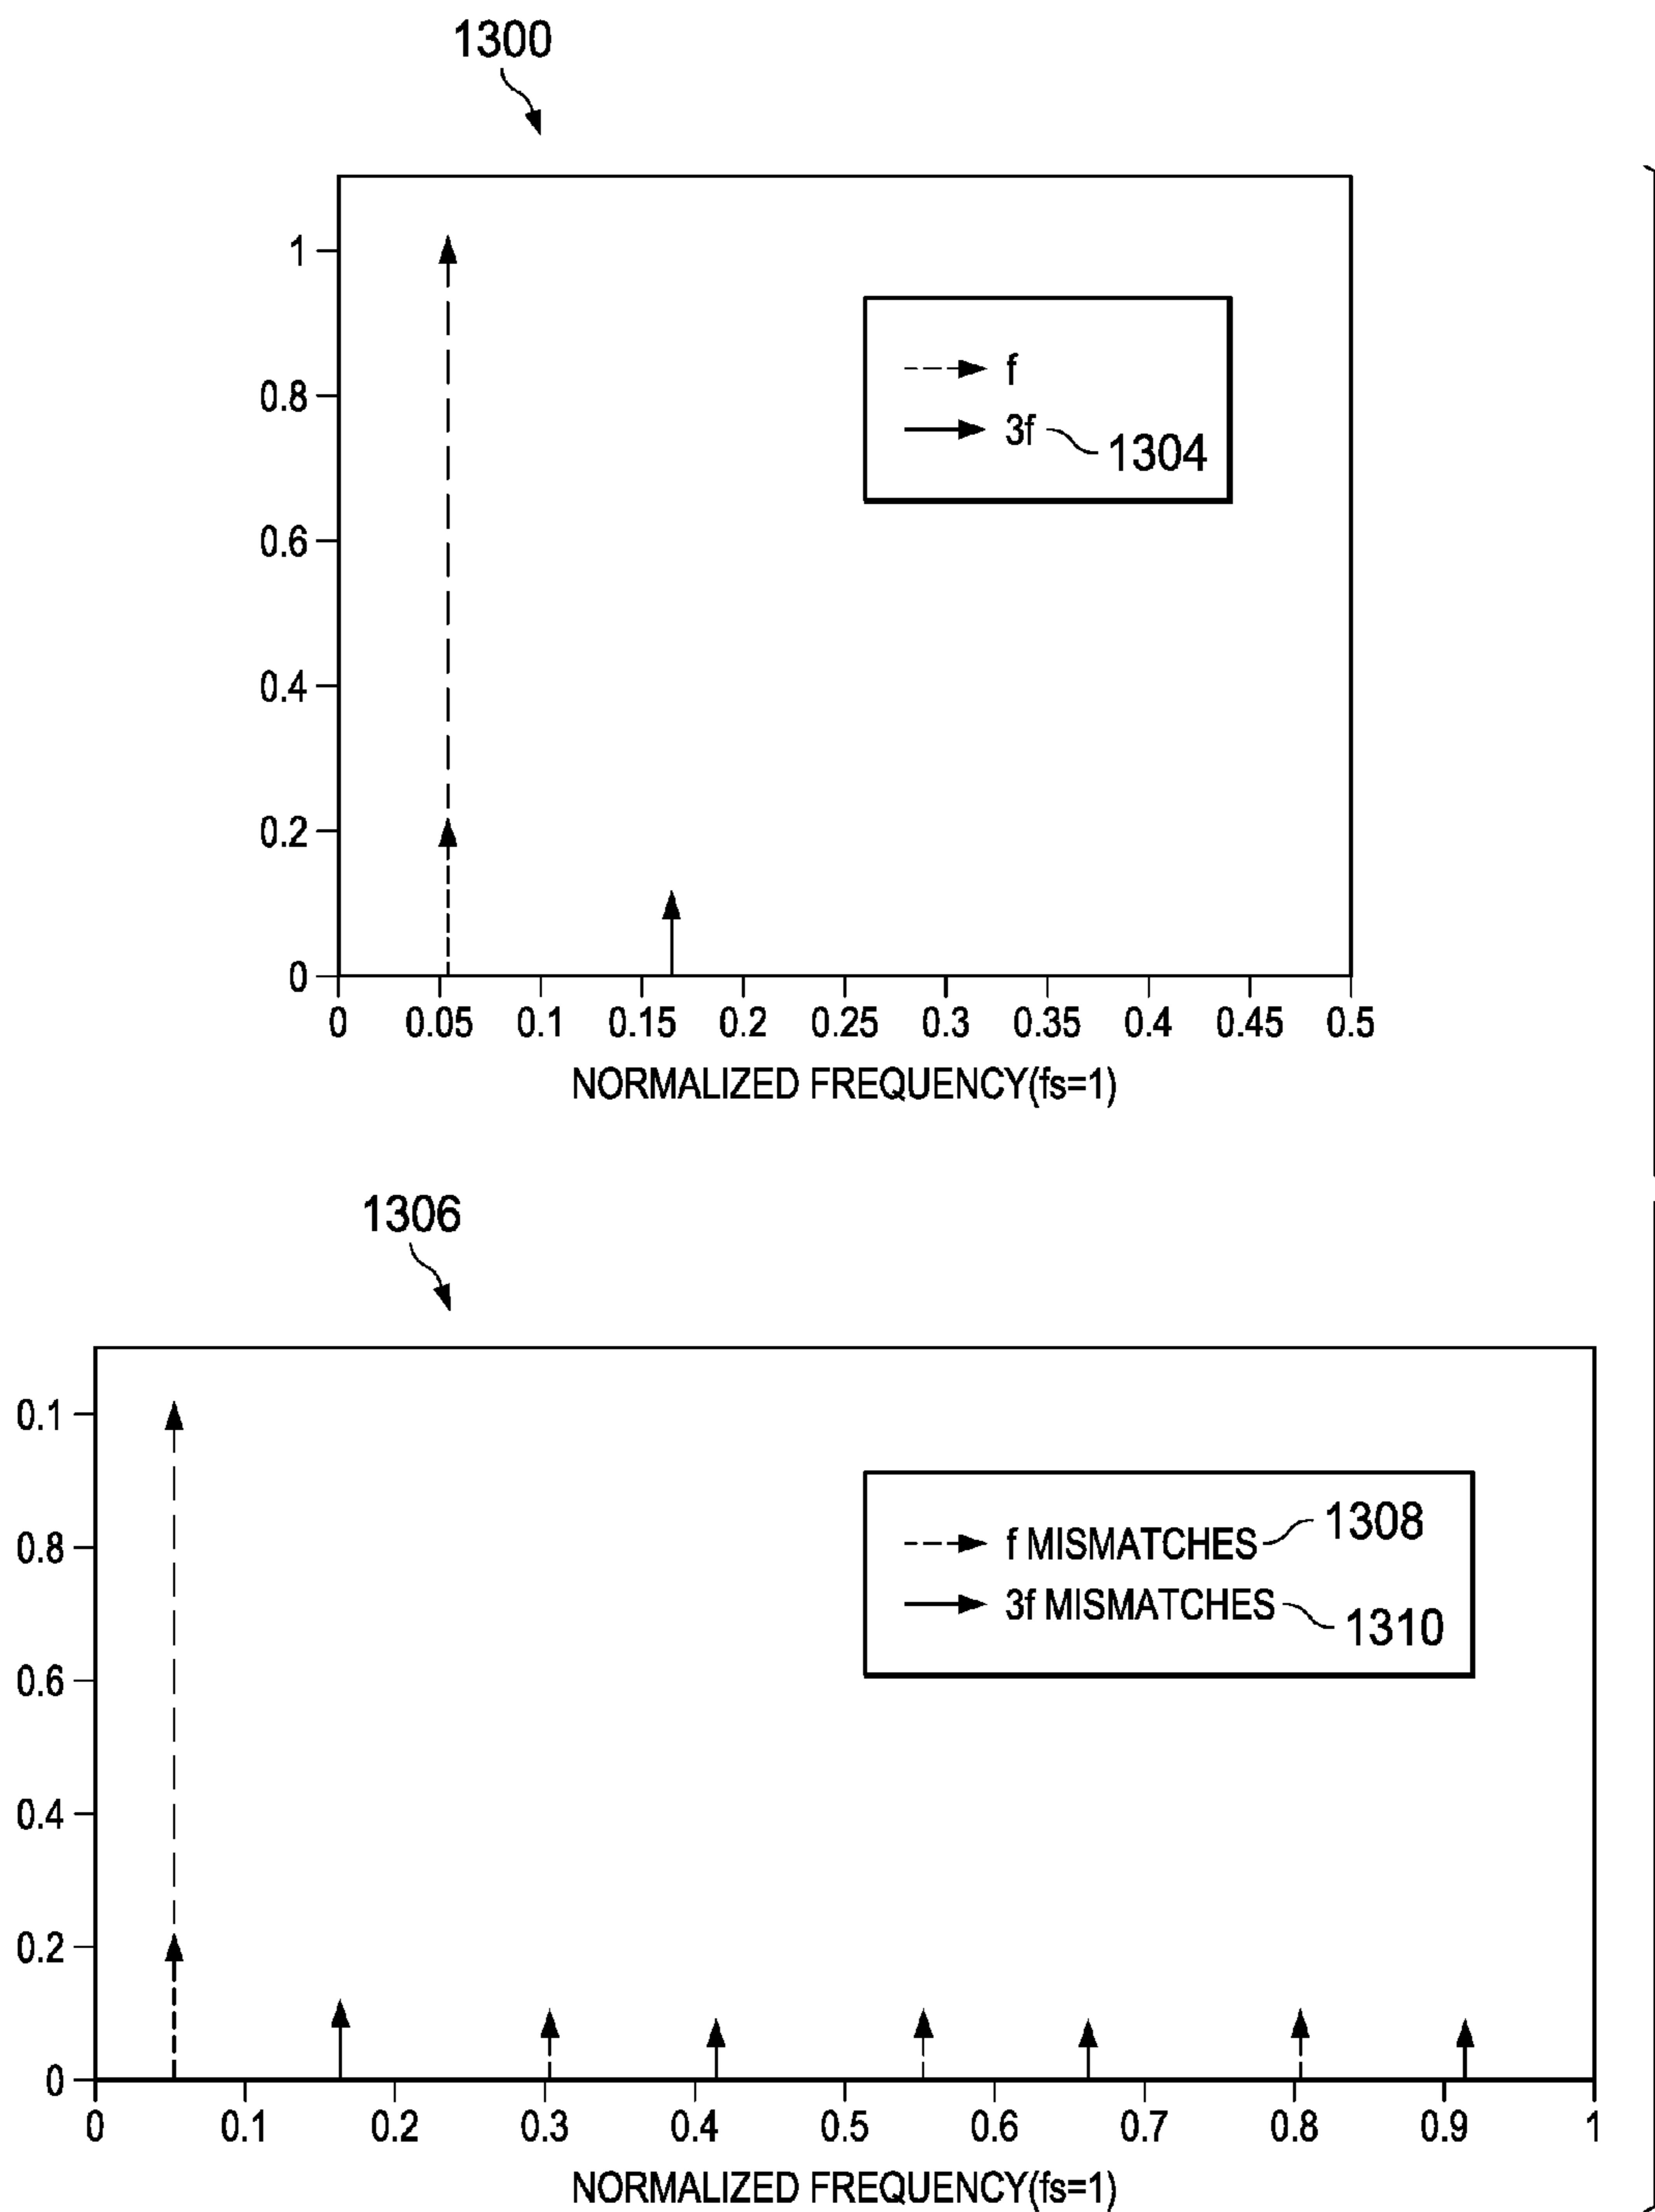 1300
1
0.8
0.6
0.4
0.2
0
f
3f 1304
0 0.05 0.1 0.15 0.2 0.25 0.3 0.35 0.4 0.45 0.5
NORMALIZED FREQUENCY(fs=1)
1306
0.1
0.8
0.6
0.4
0.2
0
f MISMATCHES 1308
3f MISMATCHES 1310
0 0.1 0.2 0.3 0.4 0.5 0.6 0.7 0.8 0.9 1
NORMALIZED FREQUENCY(fs=1)